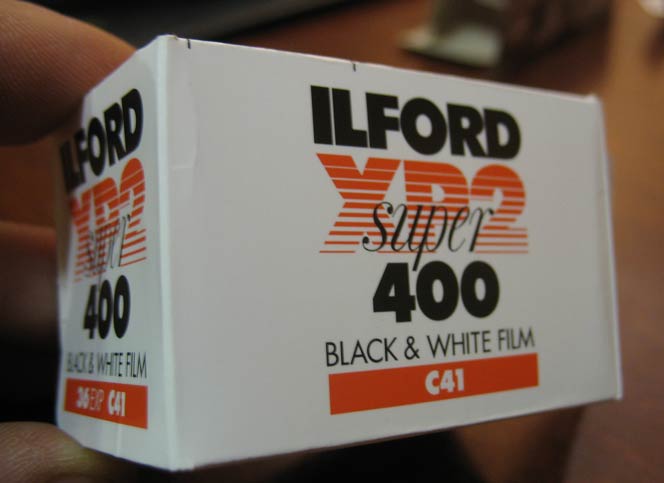 ILFORD
XP2
super
400
BLACK & WHITE FILM
36 EXP C41
ILFORD
XP2
super
400
BLACK & WHITE FILM
C41